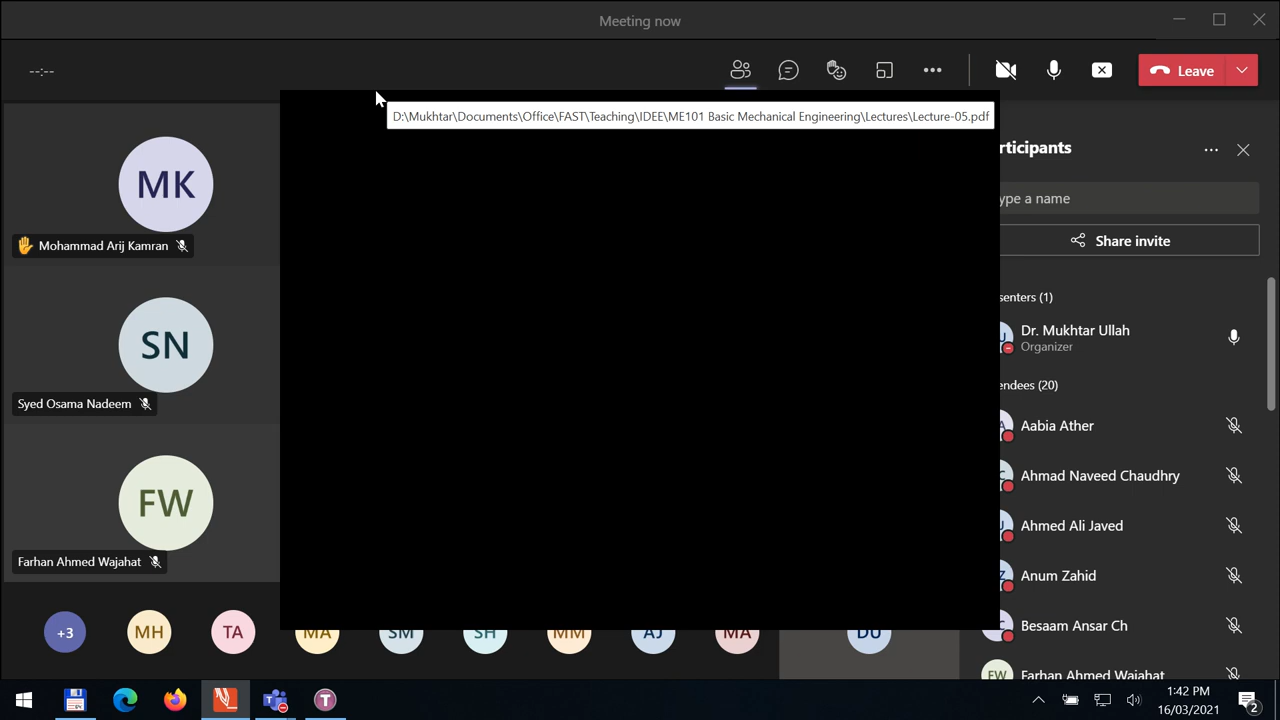 Meeting now
--:--
Leave
D:\Mukhtar\Documents\Office\FAST\Teaching\IDEE\ME101 Basic Mechanical Engineering\Lectures\Lecture-05.pdf
MK
Mohammad Arij Kamran
SN
Syed Osama Nadeem
FW
Farhan Ahmed Wajahat
+3
MH
TA
MA
SM
SH
MM
AJ
MA
DU
rticipants
ype a name
Share invite
senters (1)
Dr. Mukhtar Ullah
Organizer
endees (20)
Aabia Ather
Ahmad Naveed Chaudhry
Ahmed Ali Javed
Anum Zahid
Besaam Ansar Ch
FW
Farhan Ahmed Wajahat
1:42 PM
16/03/2021
2